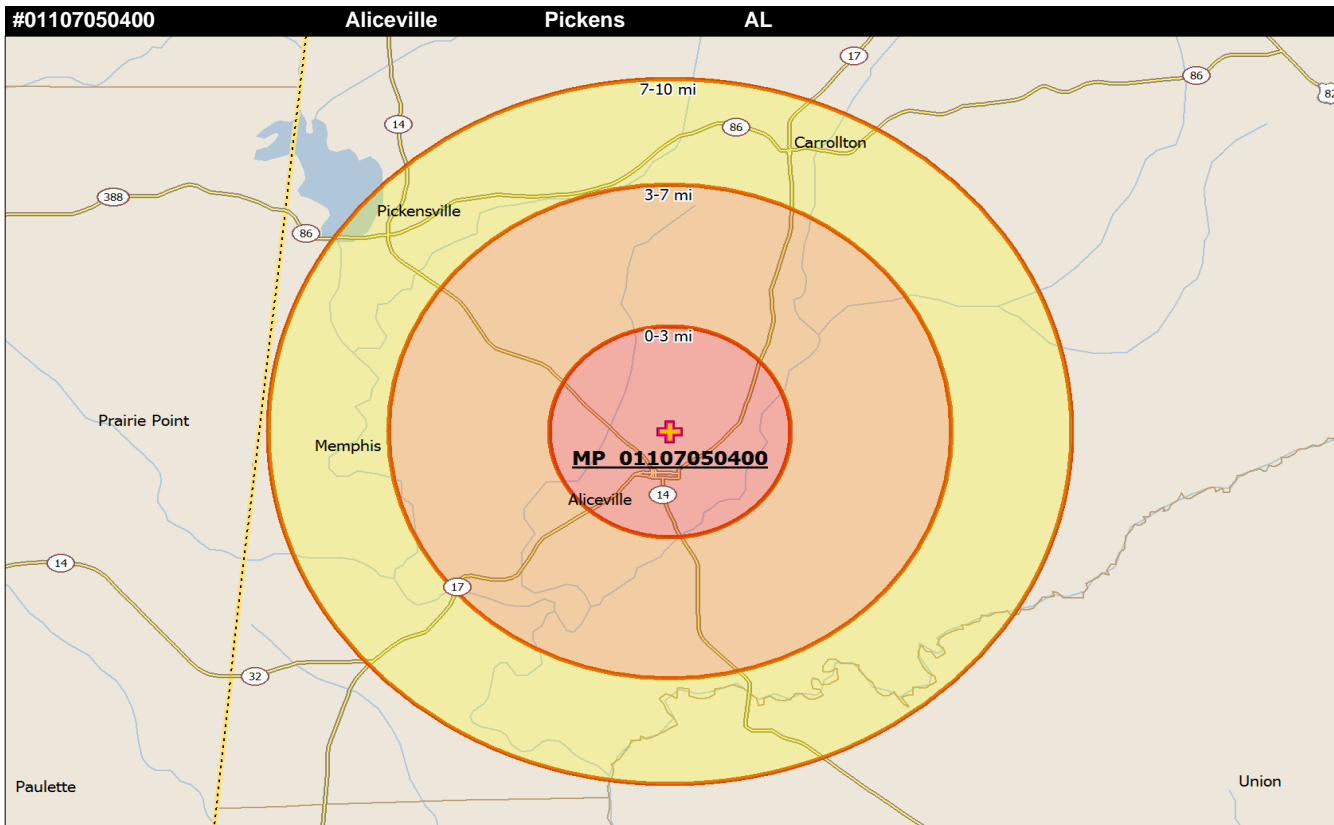 #01107050400 Aliceville Pickens AL
17
86
82
7-10 mi
14
86
Carrollton
388
3-7 mi
Pickensville
86
0-3 mi
Prairie Point
Memphis
MP 01107050400
Aliceville
14
14
17
32
Paulette
Union